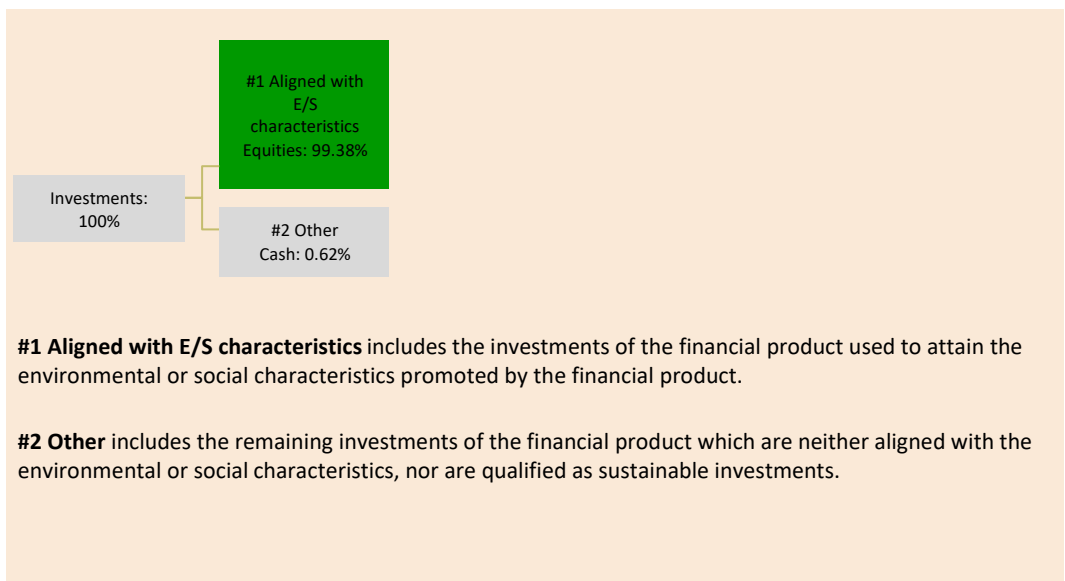 #1 Aligned with
E/S
characteristics
Equities: 99.38%
Investments:
100%
#2 Other
Cash: 0.62%
#1 Aligned with E/S characteristics includes the investments of the financial product used to attain the
environmental or social characteristics promoted by the financial product.
#2 Other includes the remaining investments of the financial product which are neither aligned with the
environmental or social characteristics, nor are qualified as sustainable investments.